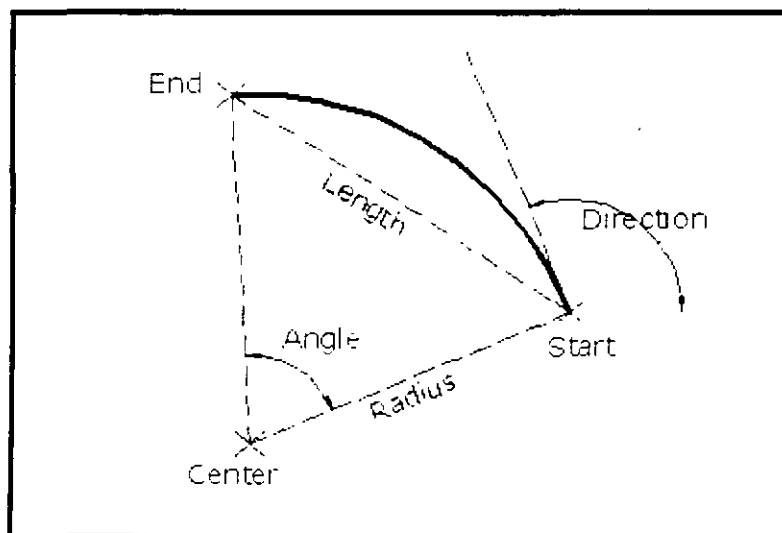 End
Length
Direction
Angle
Start
Radius
Center